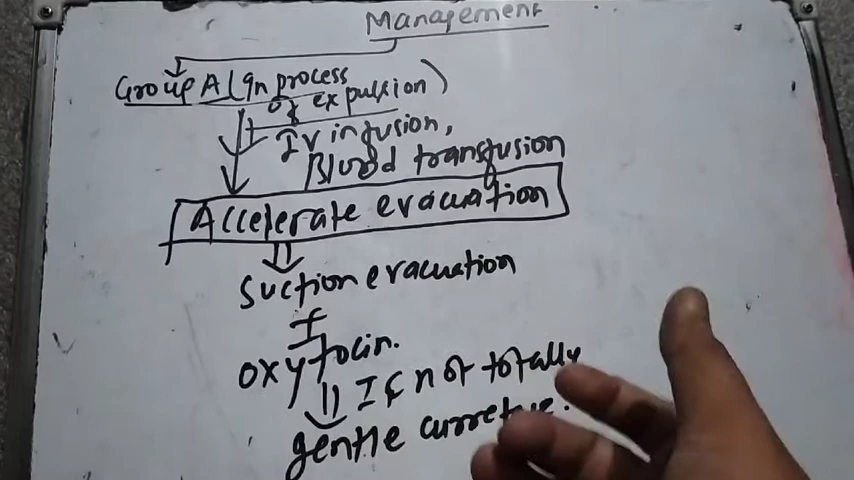 Management
Group A (In process
of expulsion)
IV infusion,
Blood transfusion
Accelerate evacuation
Suction evacuation
+
oxytocin.
If not totally
gentle